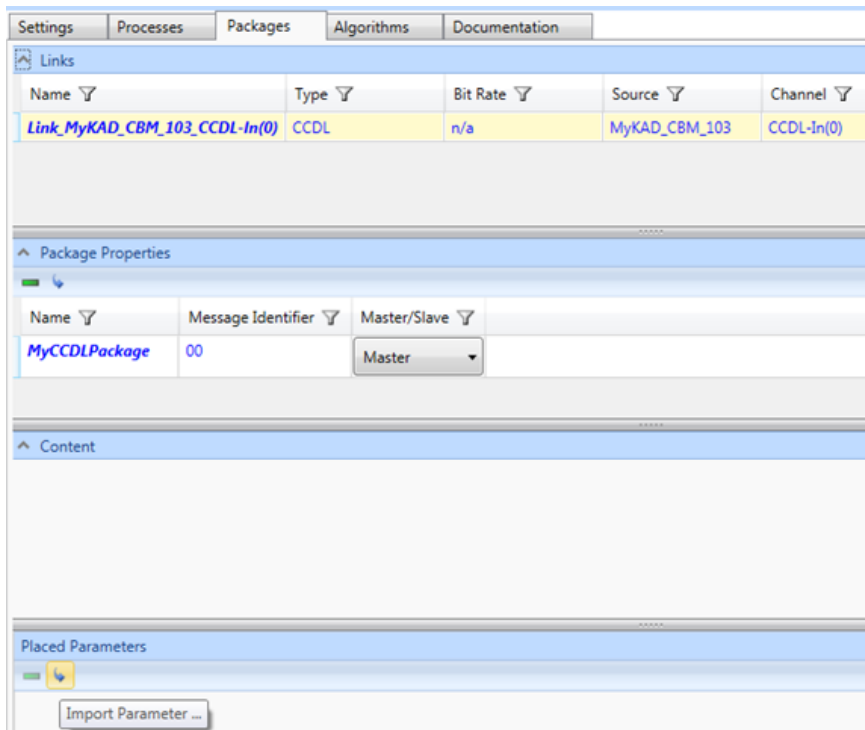 Settings Processes Packages Algorithms Documentation
Links
Name Type Bit Rate Source Channel
Link_MyKAD_CBM_103_CCDL-In(0) CCDL n/a MyKAD_CBM_103 CCDL-In(0)
Package Properties
Name Message Identifier Master/Slave
MyCCDLPackage 00 Master
Content
Placed Parameters
Import Parameter ...